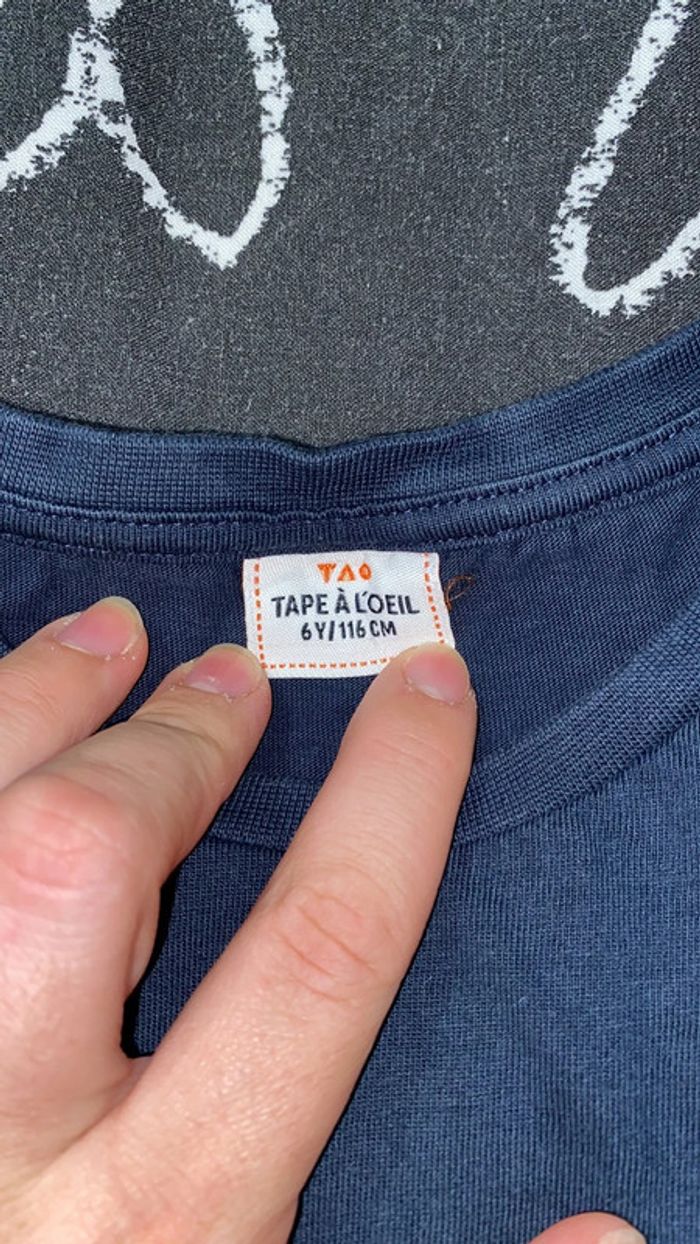 TAO
TAPE À L'OEIL
6Y/116 CM